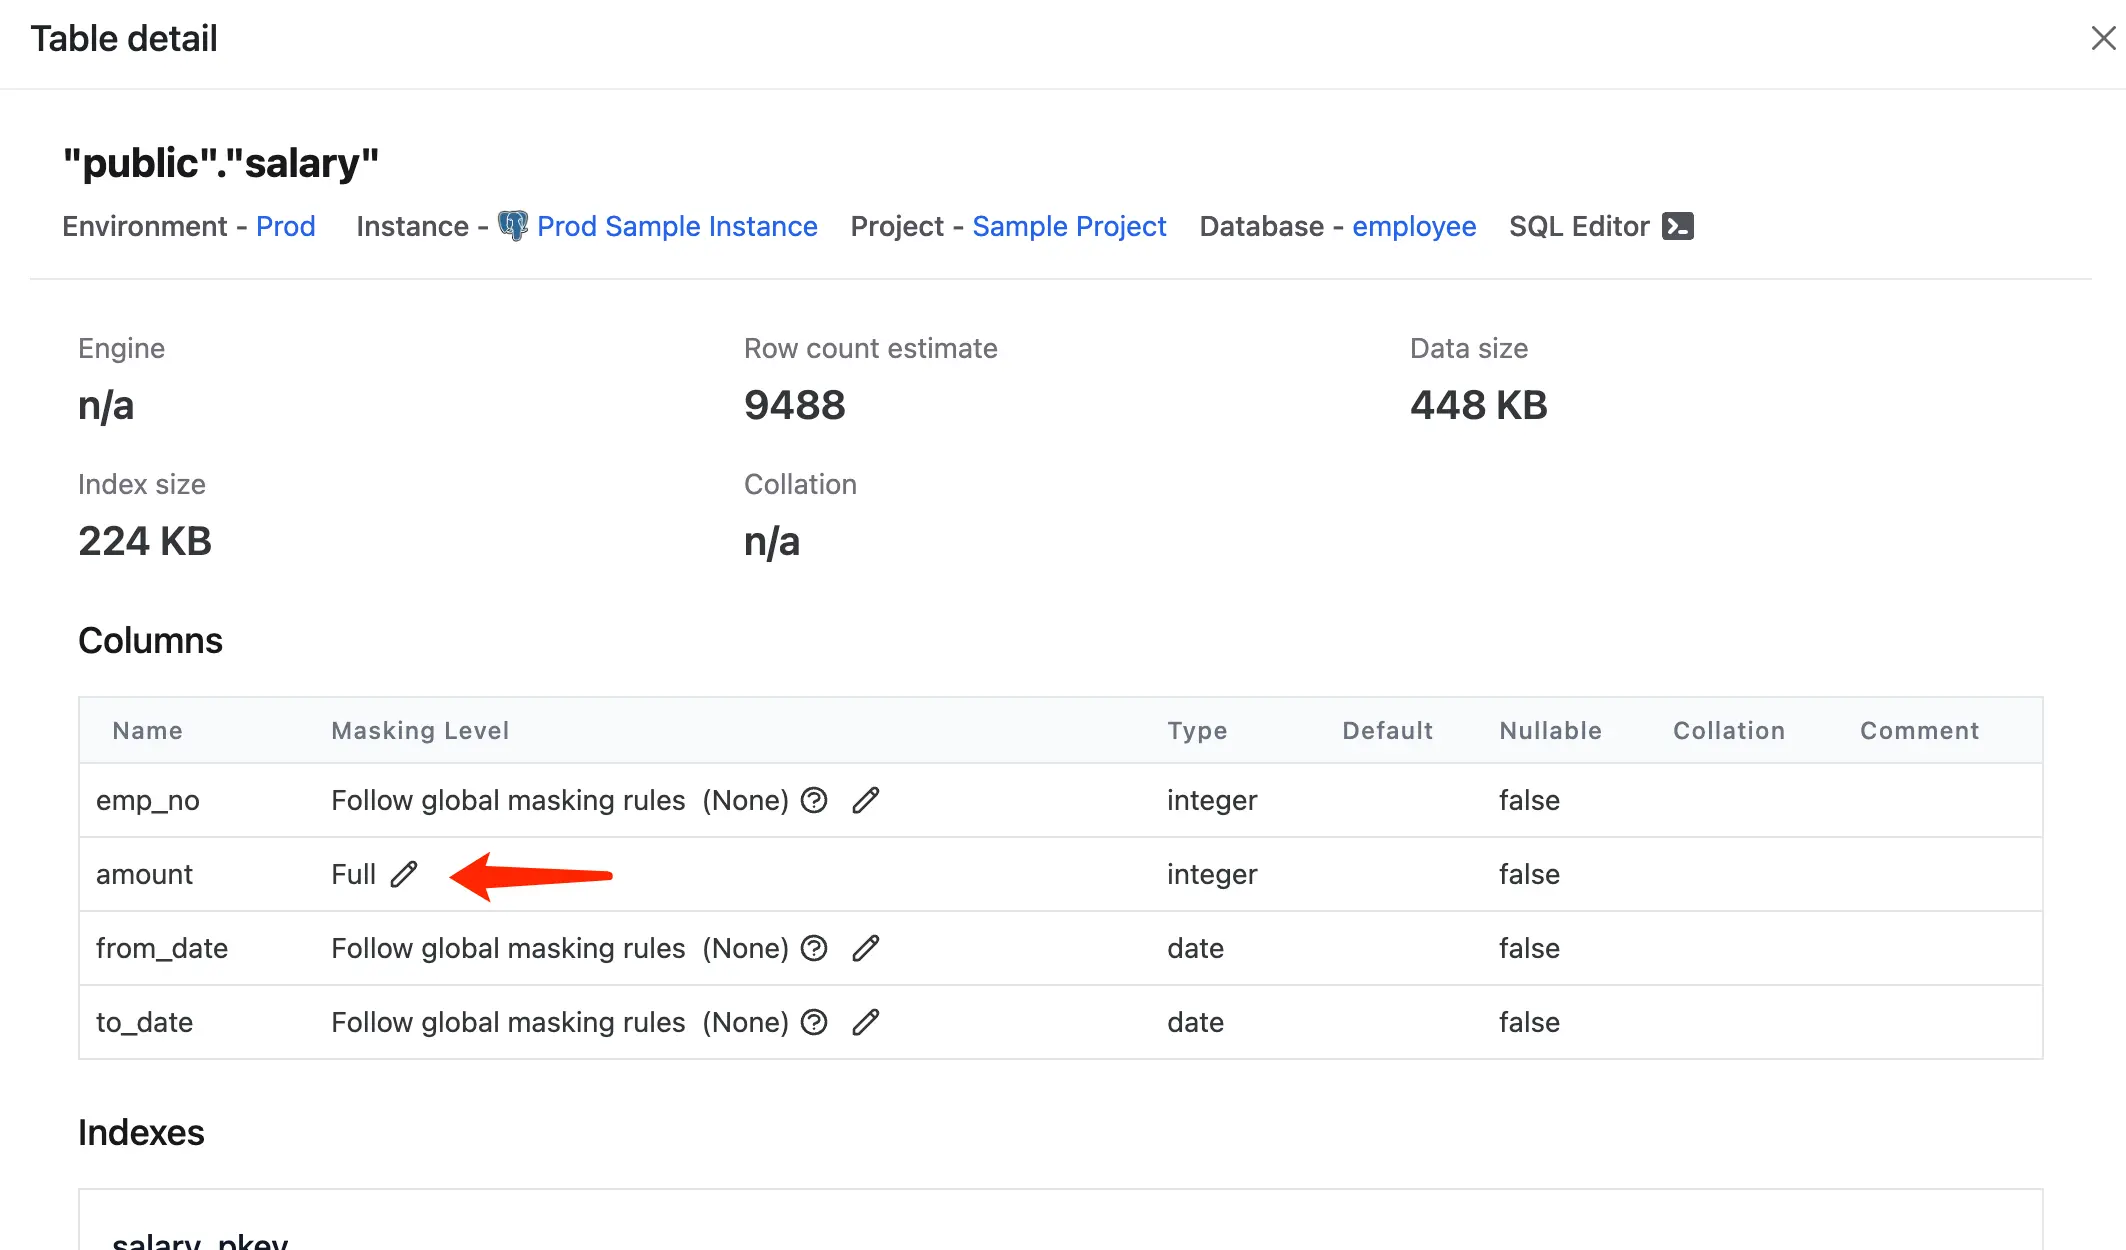 Table detail
"public"."salary"
Environment - Prod Instance - Prod Sample Instance Project - Sample Project Database - employee SQL Editor
Engine Row count estimate Data size
n/a 9488 448 KB
Index size Collation
224 KB n/a
Columns
Name Masking Level Type Default Nullable Collation Comment
emp_no Follow global masking rules (None) integer false
amount Full integer false
from_date Follow global masking rules (None) date false
to_date Follow global masking rules (None) date false
Indexes
salary_pkey